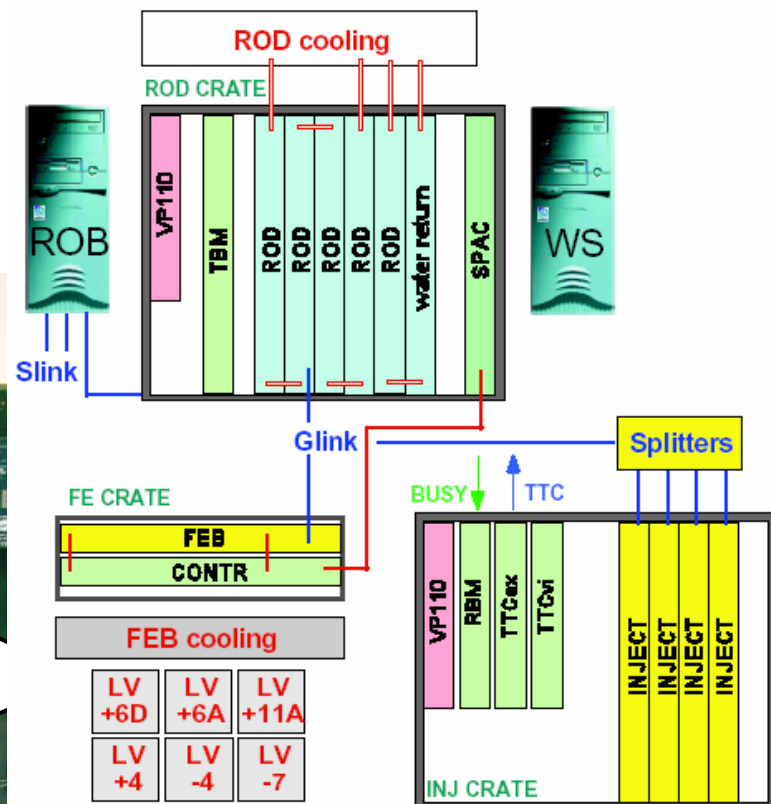 ROD cooling
ROD CRATE
ROB
VP110
TBM
ROD
ROD
ROD
ROD
ROD
water return
SPAC
WS
Slink
Glink
Splitters
BUSY
TTC
FE CRATE
FEB
CONTR
FEB cooling
LV
+6D
LV
+6A
LV
+11A
LV
+4
LV
-4
LV
-7
VP110
RBM
TTCex
TTCvi
INJECT
INJECT
INJECT
INJECT
INJ CRATE